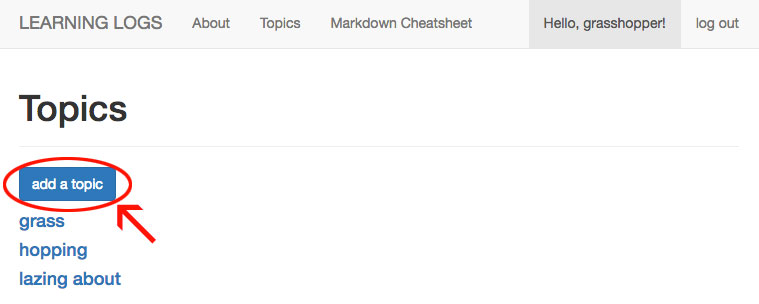 LEARNING LOGS About Topics Markdown Cheatsheet Hello, grasshopper! log out
Topics
add a topic
grass
hopping
lazing about